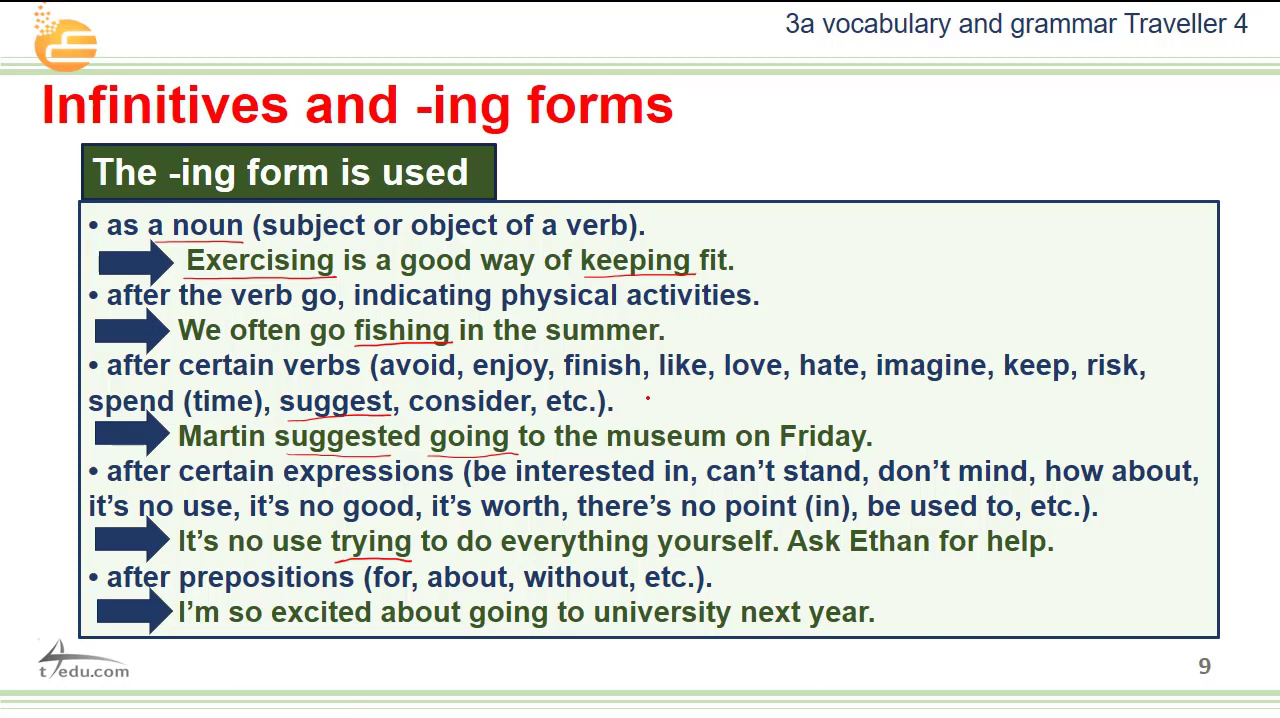 3a vocabulary and grammar Traveller 4
Infinitives and -ing forms
The -ing form is used
• as a noun (subject or object of a verb).
Exercising is a good way of keeping fit.
• after the verb go, indicating physical activities.
We often go fishing in the summer.
• after certain verbs (avoid, enjoy, finish, like, love, hate, imagine, keep, risk,
spend (time), suggest, consider, etc.).
Martin suggested going to the museum on Friday.
• after certain expressions (be interested in, can't stand, don't mind, how about,
it's no use, it's no good, it's worth, there's no point (in), be used to, etc.).
It's no use trying to do everything yourself. Ask Ethan for help.
• after prepositions (for, about, without, etc.).
I'm so excited about going to university next year.
t4edu.com
9